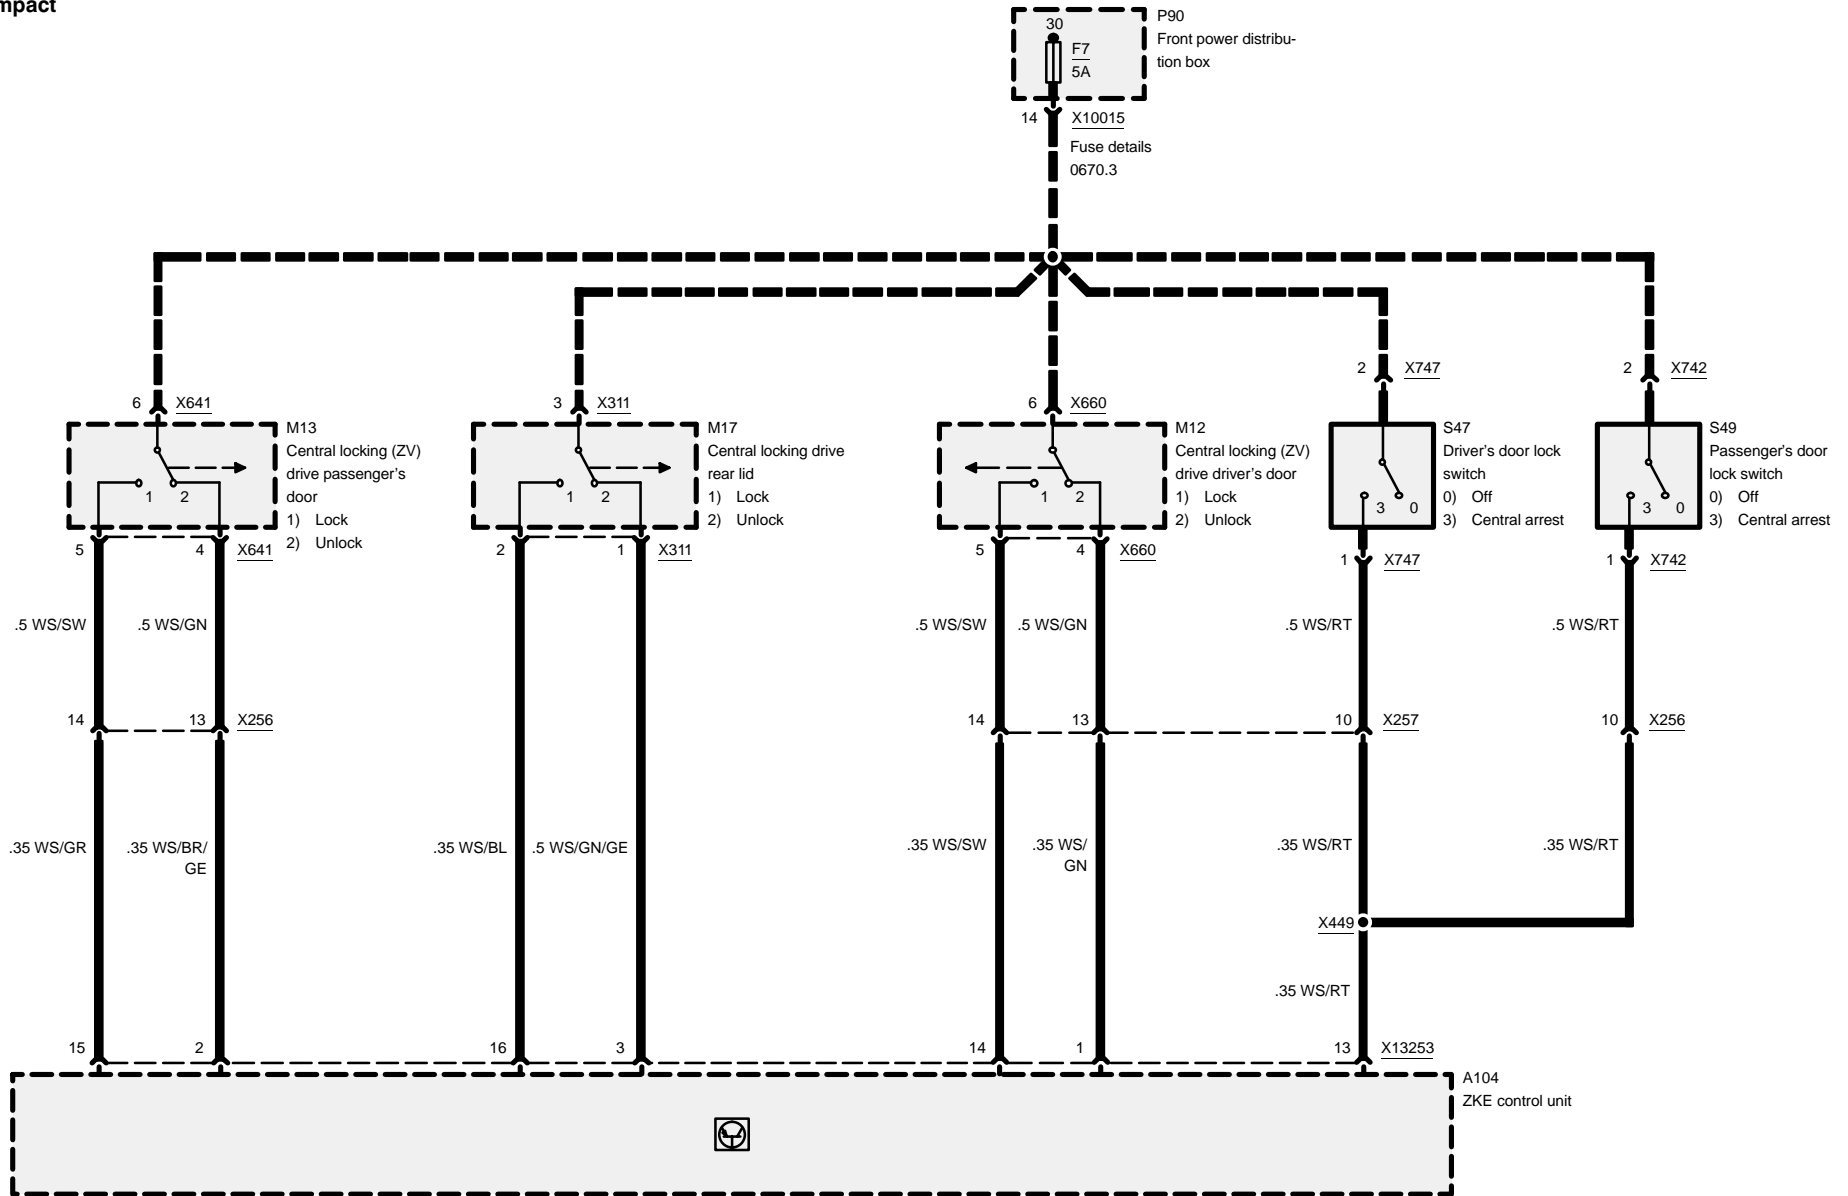 mpact
30
F7
5A
P90
Front power distribu-
tion box
14 X10015
Fuse details
0670.3
2 X747
2 X742
6 X641
3 X311
6 X660
M13
Central locking (ZV)
drive passenger's
door
1) Lock
2) Unlock
1 2
M17
Central locking drive
rear lid
1) Lock
2) Unlock
1 2
M12
Central locking (ZV)
drive driver's door
1) Lock
2) Unlock
1 2
S47
Driver's door lock
switch
0) Off
3) Central arrest
3 0
S49
Passenger's door
lock switch
0) Off
3) Central arrest
3 0
5 4 X641
2 1 X311
5 4 X660
1 X747
1 X742
.5 WS/SW .5 WS/GN .5 WS/SW .5 WS/GN .5 WS/RT .5 WS/RT
14 13 X256
14 13 10 X257
10 X256
.35 WS/GR
.35 WS/BR/
GE
.35 WS/BL
.5 WS/GN/GE
.35 WS/SW
.35 WS/
GN
.35 WS/RT
.35 WS/RT
X449
.35 WS/RT
15 2 16 3 14 1 13 X13253
A104
ZKE control unit